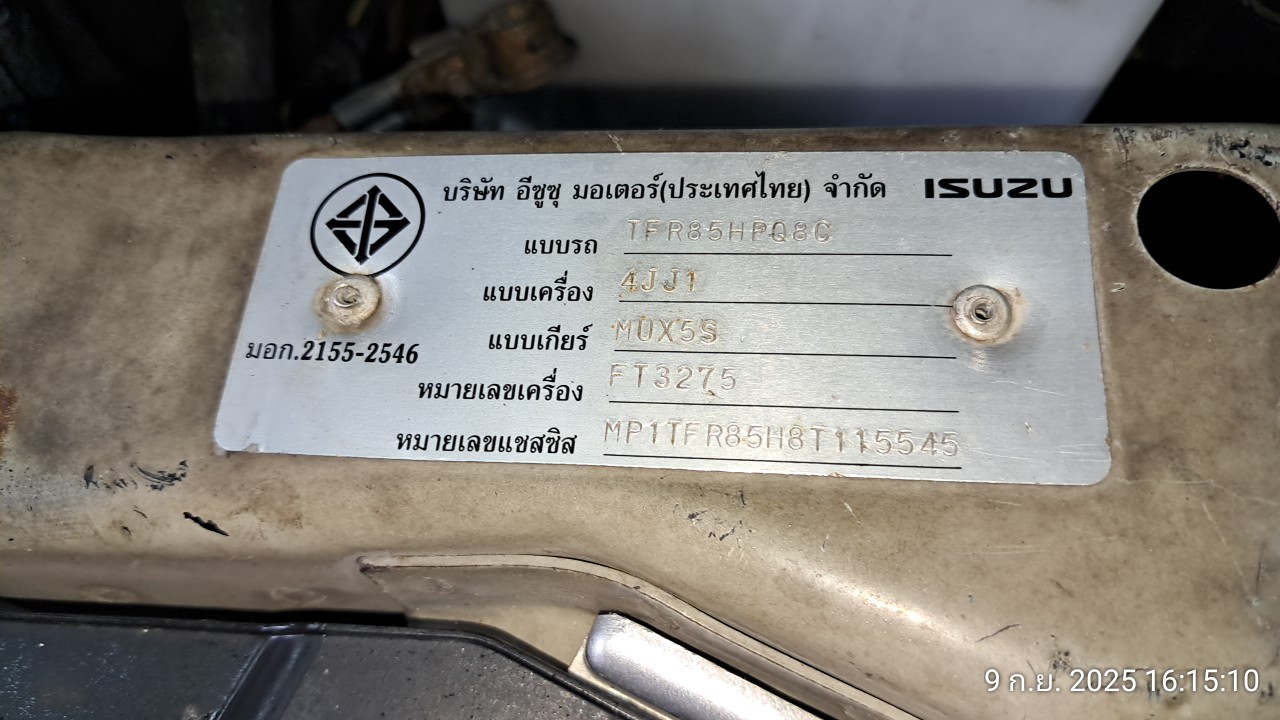 บริษัท อีซูซุ มอเตอร์(ประเทศไทย) จำกัด ISUZU
แบบรถ TFR85HPQ8C
แบบเครื่อง 4JJ1
แบบเกียร์ MUX5S
มอก.2155-2546
หมายเลขเครื่อง FT3275
หมายเลขแชสซิส MP1TFR85H8T115545
9 ก.ย. 2025 16:15:10